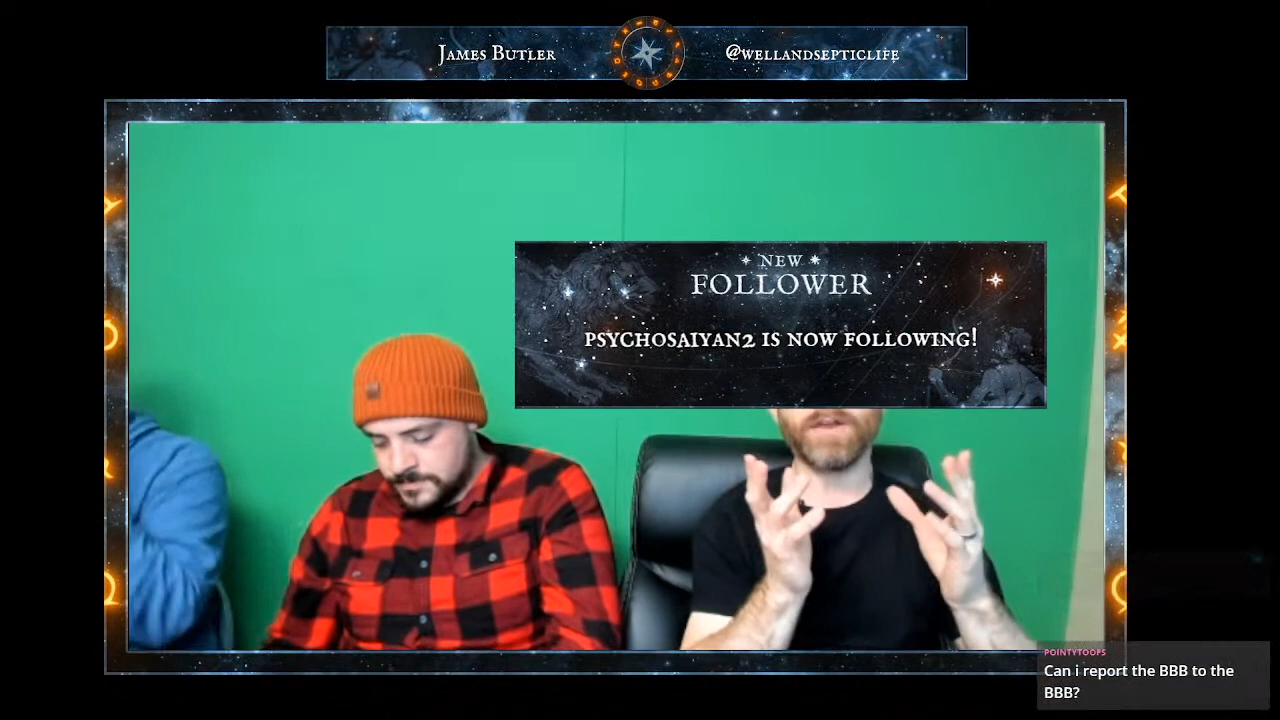 James Butler
@wellandsepticlife
NEW
FOLLOWER
PSYCHOSAIYAN2 IS NOW FOLLOWING!
POINTYTOOFS
Can i report the BBB to the
BBB?